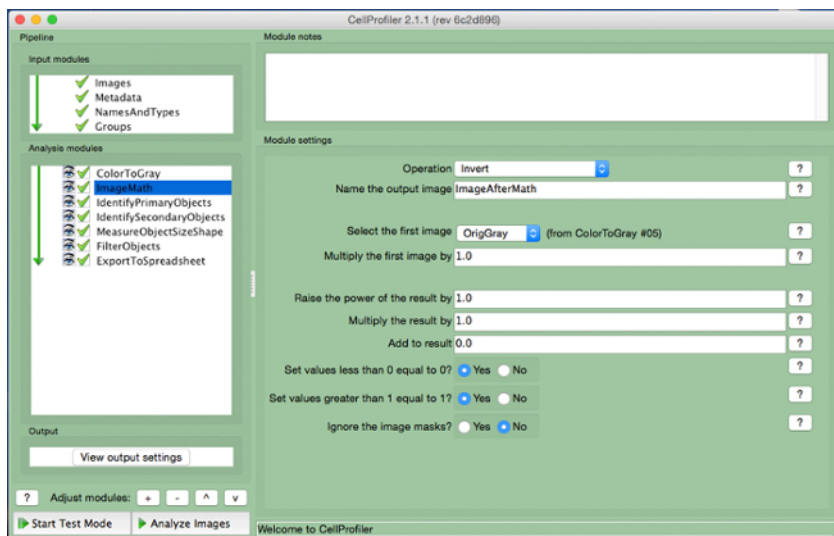 CellProfiler 2.1.1 (rev 6c2d896)
Pipeline
Input modules
Images
Metadata
NamesAndTypes
Groups
Analysis modules
ColorToGray
ImageMath
IdentifyPrimaryObjects
IdentifySecondaryObjects
MeasureObjectSizeShape
FilterObjects
ExportToSpreadsheet
Output
View output settings
? Adjust modules: + - ^ v
Start Test Mode Analyze Images
Module notes
Module settings
Operation Invert ?
Name the output image ImageAfterMath ?
Select the first image OrigGray (from ColorToGray #05) ?
Multiply the first image by 1.0 ?
Raise the power of the result by 1.0 ?
Multiply the result by 1.0 ?
Add to result 0.0 ?
Set values less than 0 equal to 0? Yes No ?
Set values greater than 1 equal to 1? Yes No ?
Ignore the image masks? Yes No ?
Welcome to CellProfiler